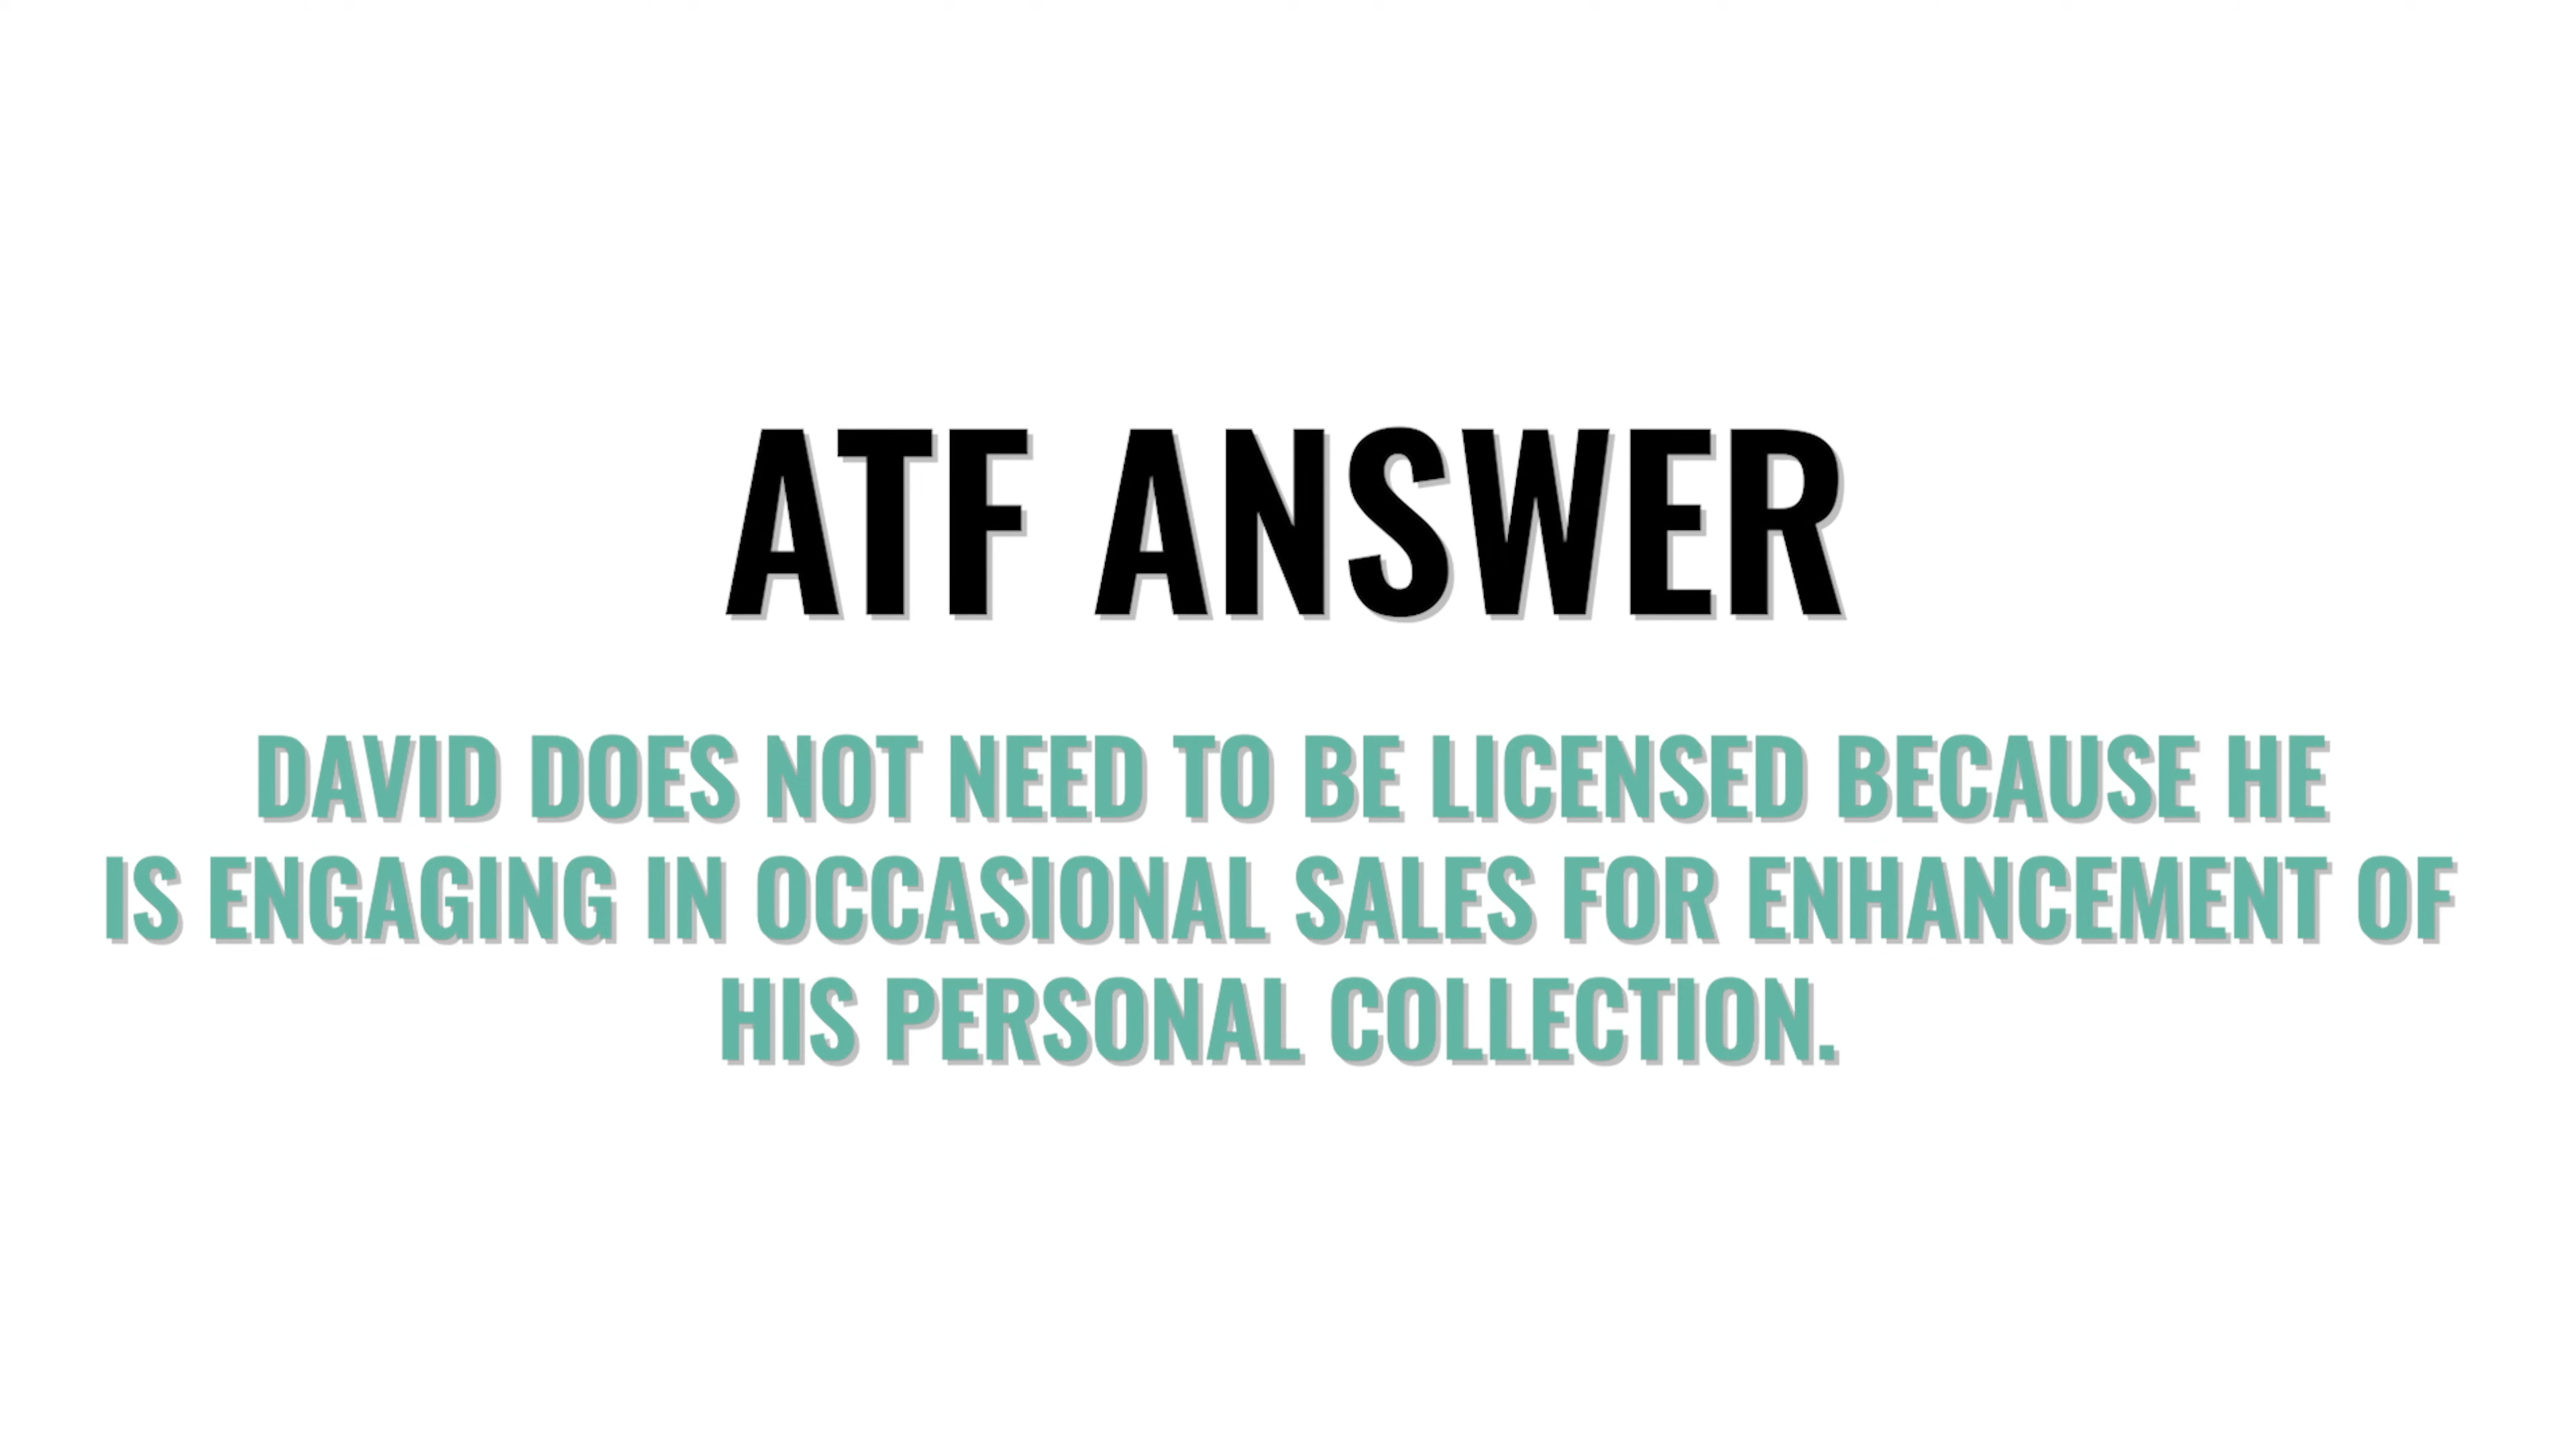 ATF ANSWER
DAVID DOES NOT NEED TO BE LICENSED BECAUSE HE
IS ENGAGING IN OCCASIONAL SALES FOR ENHANCEMENT OF
HIS PERSONAL COLLECTION.